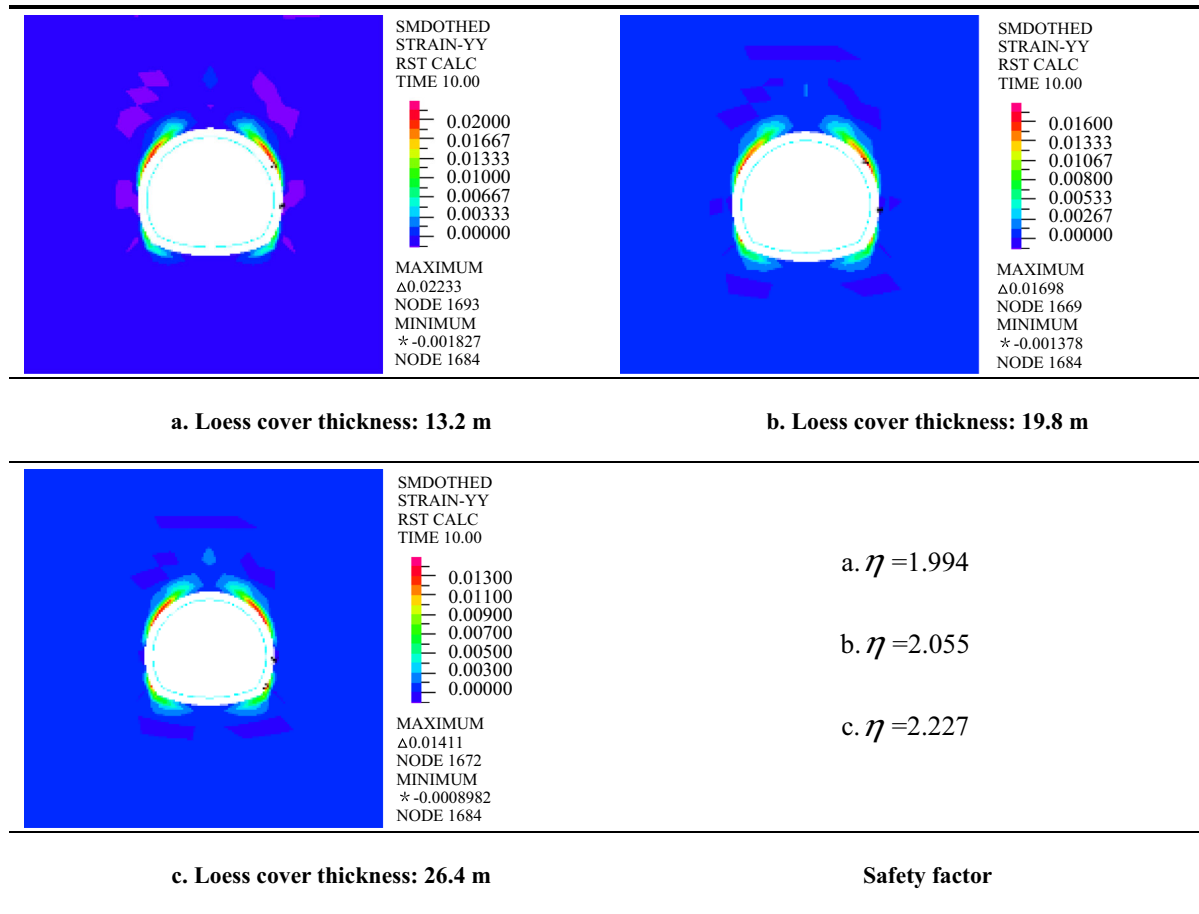 SMDOTHED
STRAIN-YY
RST CALC
TIME 10.00
0.02000
0.01667
0.01333
0.01000
0.00667
0.00333
0.00000
MAXIMUM
△0.02233
NODE 1693
MINIMUM
＊-0.001827
NODE 1684
SMDOTHED
STRAIN-YY
RST CALC
TIME 10.00
0.01600
0.01333
0.01067
0.00800
0.00533
0.00267
0.00000
MAXIMUM
△0.01698
NODE 1669
MINIMUM
＊-0.001378
NODE 1684
a. Loess cover thickness: 13.2 m
b. Loess cover thickness: 19.8 m
SMDOTHED
STRAIN-YY
RST CALC
TIME 10.00
0.01300
0.01100
0.00900
0.00700
0.00500
0.00300
0.00000
MAXIMUM
△0.01411
NODE 1672
MINIMUM
＊-0.0008982
NODE 1684
a. η =1.994
b. η =2.055
c. η =2.227
c. Loess cover thickness: 26.4 m
Safety factor